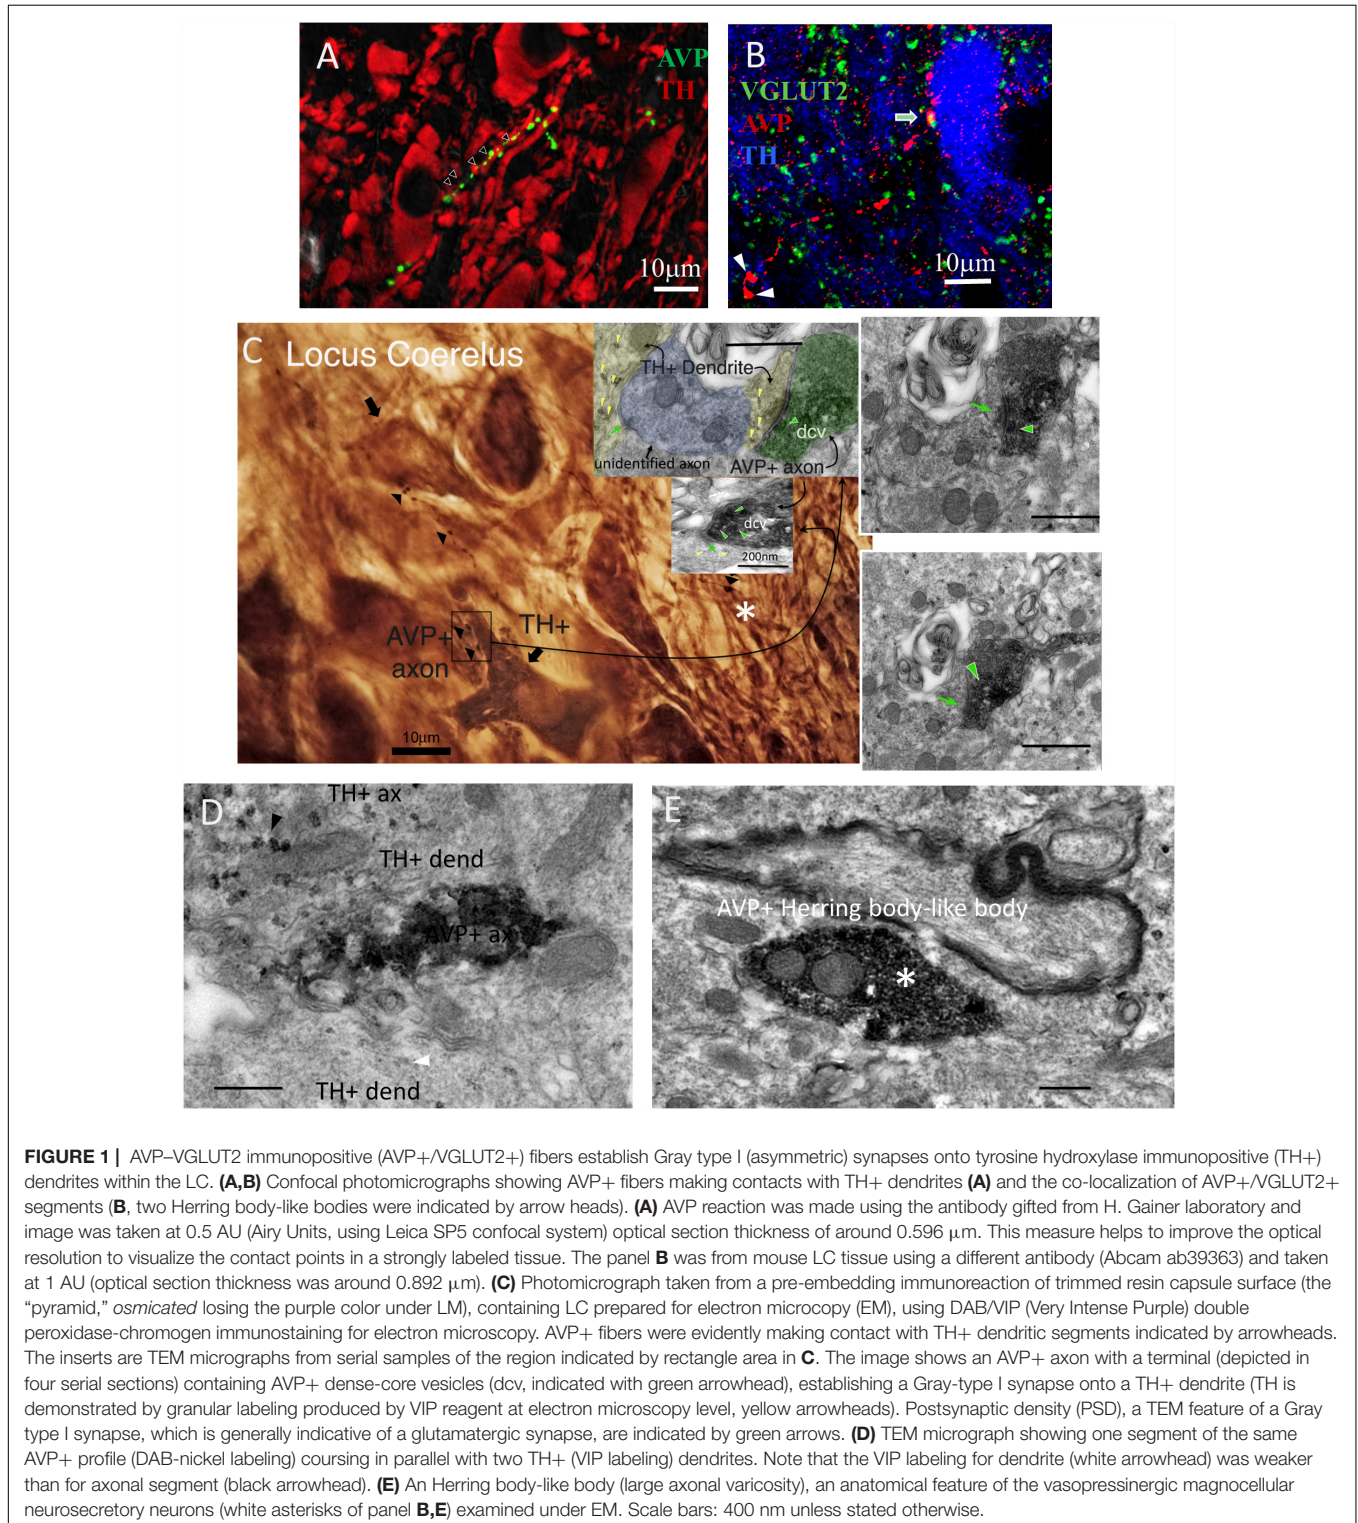 A
AVP
TH
10μm
B
VGLUT2
AVP
TH
10μm
C
Locus Coerelus
TH+ Dendrite
dcv
unidentified axon
AVP+ axon
dcv
200nm
*
AVP+
axon
TH+
10μm
D
TH+ ax
TH+ dend
AVP+ ax
TH+ dend
E
AVP+ Herring body-like body
*
FIGURE 1 | AVP–VGLUT2 immunopositive (AVP+/VGLUT2+) fibers establish Gray type I (asymmetric) synapses onto tyrosine hydroxylase immunopositive (TH+)
dendrites within the LC. (A,B) Confocal photomicrographs showing AVP+ fibers making contacts with TH+ dendrites (A) and the co-localization of AVP+/VGLUT2+
segments (B, two Herring body-like bodies were indicated by arrow heads). (A) AVP reaction was made using the antibody gifted from H. Gainer laboratory and
image was taken at 0.5 AU (Airy Units, using Leica SP5 confocal system) optical section thickness of around 0.596 μm. This measure helps to improve the optical
resolution to visualize the contact points in a strongly labeled tissue. The panel B was from mouse LC tissue using a different antibody (Abcam ab39363) and taken
at 1 AU (optical section thickness was around 0.892 μm). (C) Photomicrograph taken from a pre-embedding immunoreaction of trimmed resin capsule surface (the
“pyramid,” osmicated losing the purple color under LM), containing LC prepared for electron microcopy (EM), using DAB/VIP (Very Intense Purple) double
peroxidase-chromogen immunostaining for electron microscopy. AVP+ fibers were evidently making contact with TH+ dendritic segments indicated by arrowheads.
The inserts are TEM micrographs from serial samples of the region indicated by rectangle area in C. The image shows an AVP+ axon with a terminal (depicted in
four serial sections) containing AVP+ dense-core vesicles (dcv, indicated with green arrowhead), establishing a Gray-type I synapse onto a TH+ dendrite (TH is
demonstrated by granular labeling produced by VIP reagent at electron microscopy level, yellow arrowheads). Postsynaptic density (PSD), a TEM feature of a Gray
type I synapse, which is generally indicative of a glutamatergic synapse, are indicated by green arrows. (D) TEM micrograph showing one segment of the same
AVP+ profile (DAB-nickel labeling) coursing in parallel with two TH+ (VIP labeling) dendrites. Note that the VIP labeling for dendrite (white arrowhead) was weaker
than for axonal segment (black arrowhead). (E) An Herring body-like body (large axonal varicosity), an anatomical feature of the vasopressinergic magnocellular
neurosecretory neurons (white asterisks of panel B,E) examined under EM. Scale bars: 400 nm unless stated otherwise.